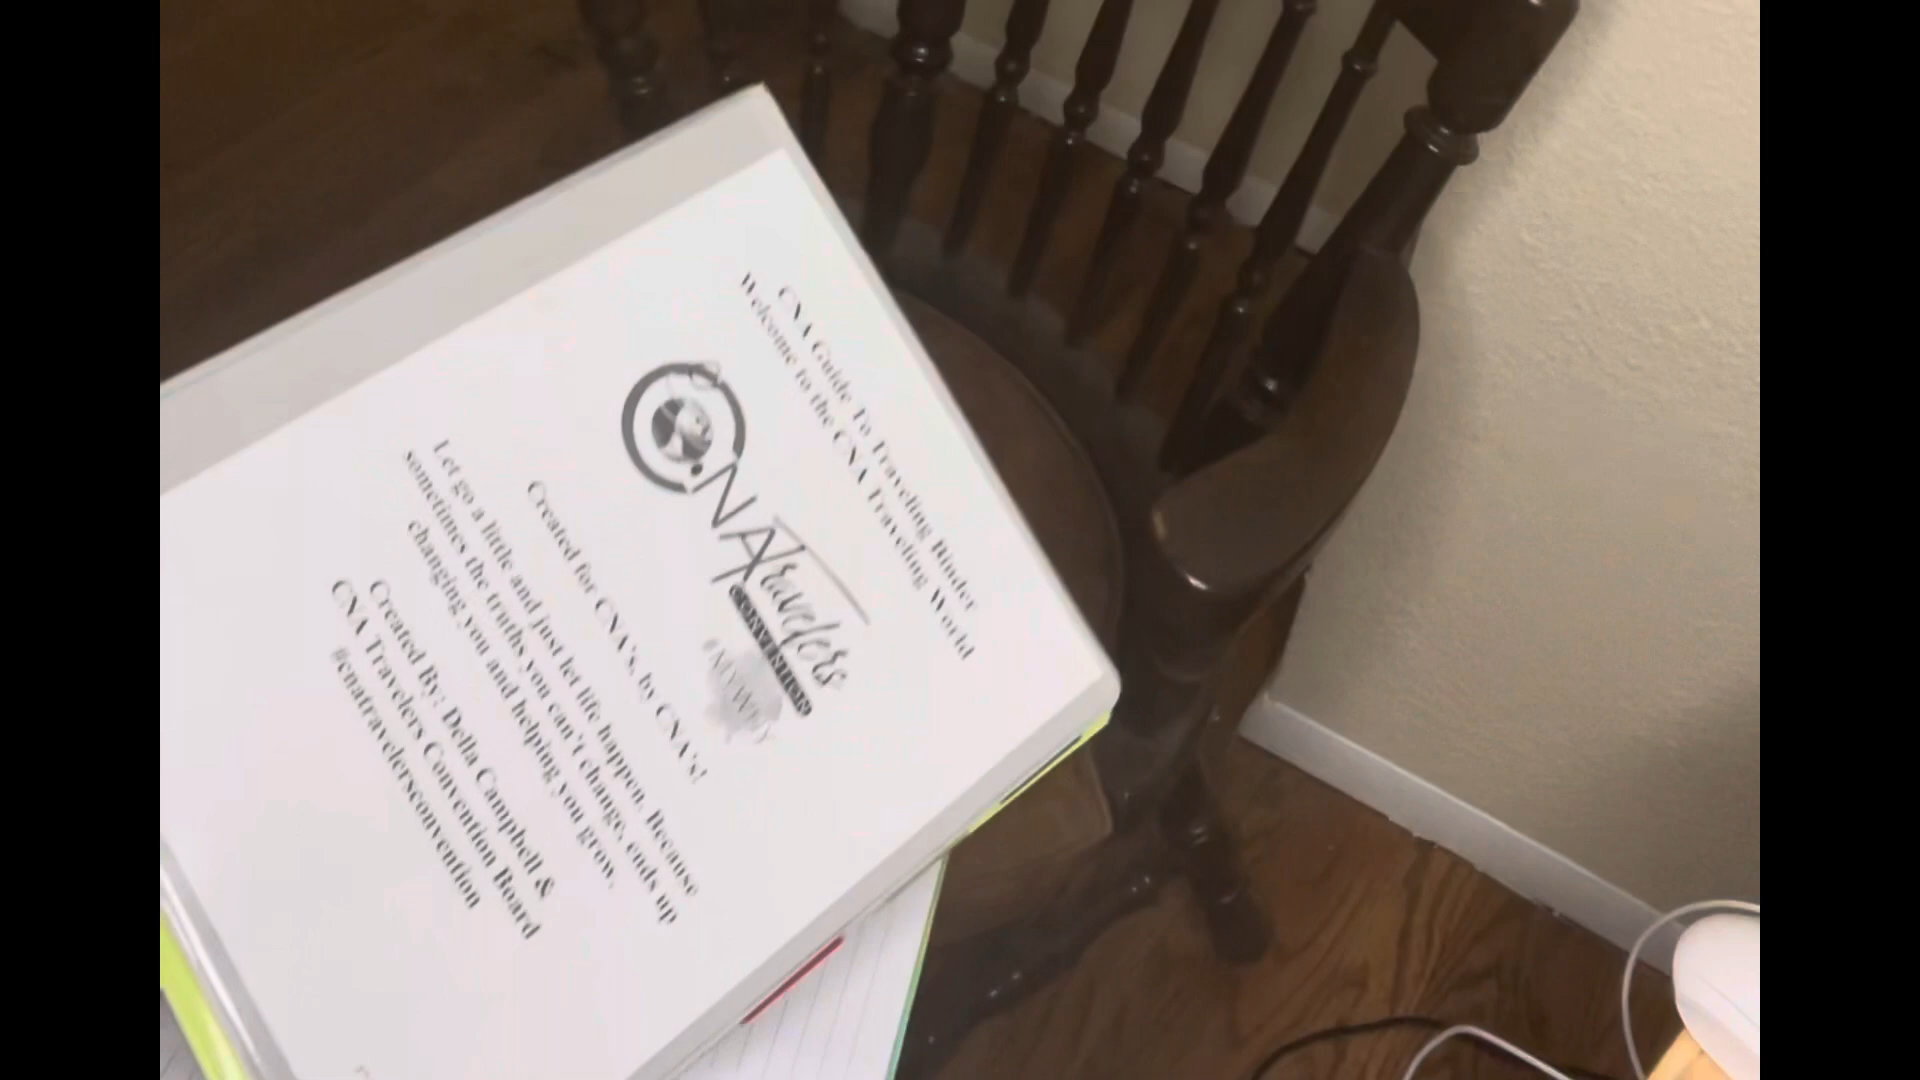 CNA Guide To Traveling Binder
Welcome to the CNA Traveling World
CNA Travelers
CONVENTION
Created for CNA's, by CNA's!
Let go a little and just let life happen. Because
sometimes the truths you can't change, ends up
changing you and helping you grow.
Created By: Della Campbell &
CNA Travelers Convention Board
#cnatravelersconvention